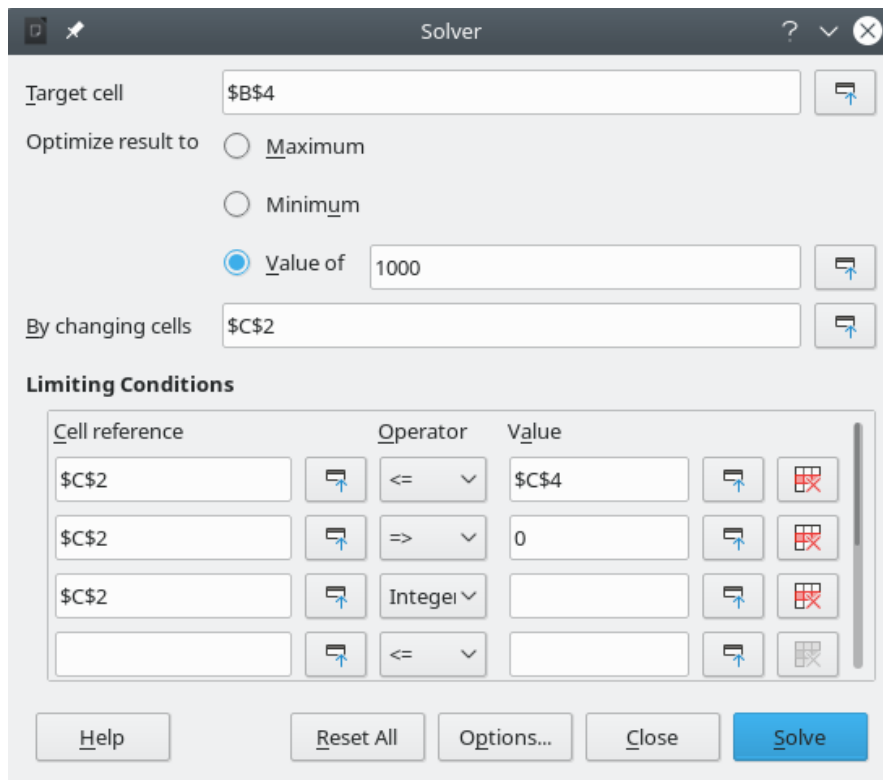 Solver
Target cell $B$4
Optimize result to Maximum
Minimum
Value of 1000
By changing cells $C$2
Limiting Conditions
Cell reference Operator Value
$C$2 <= $C$4
$C$2 => 0
$C$2 Integer
<=
Help Reset All Options... Close Solve